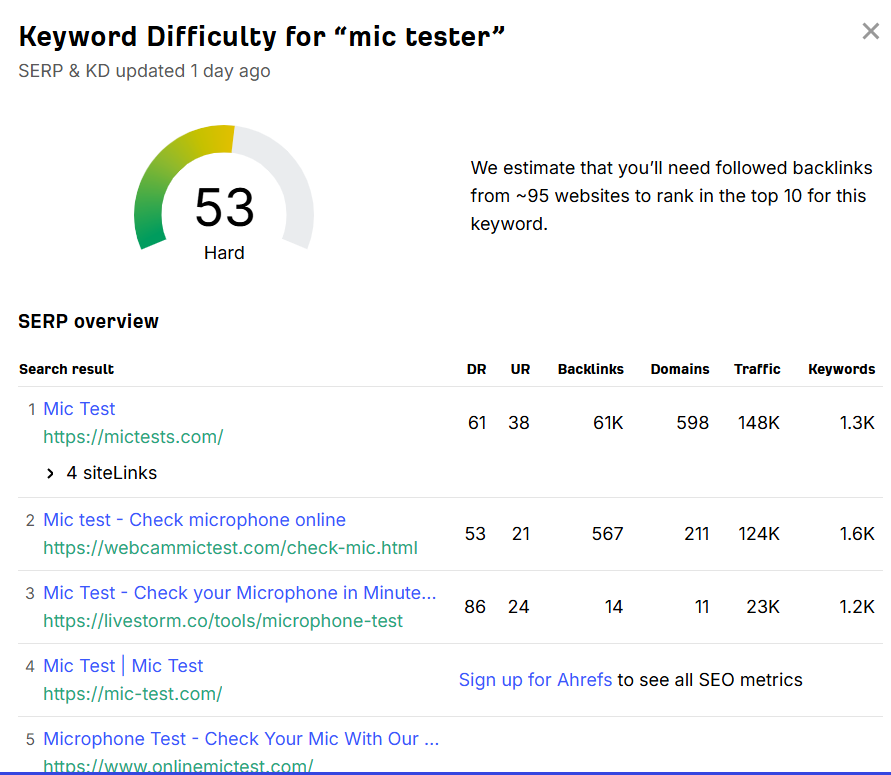 Keyword Difficulty for “mic tester”
SERP & KD updated 1 day ago
53
Hard
We estimate that you’ll need followed backlinks
from ~95 websites to rank in the top 10 for this
keyword.
SERP overview
Search result DR UR Backlinks Domains Traffic Keywords
1 Mic Test
https://mictests.com/
61 38 61K 598 148K 1.3K
4 siteLinks
2 Mic test - Check microphone online
https://webcammictest.com/check-mic.html
53 21 567 211 124K 1.6K
3 Mic Test - Check your Microphone in Minute...
https://livestorm.co/tools/microphone-test
86 24 14 11 23K 1.2K
4 Mic Test | Mic Test
https://mic-test.com/
Sign up for Ahrefs to see all SEO metrics
5 Microphone Test - Check Your Mic With Our ...
https://www.onlinemictest.com/